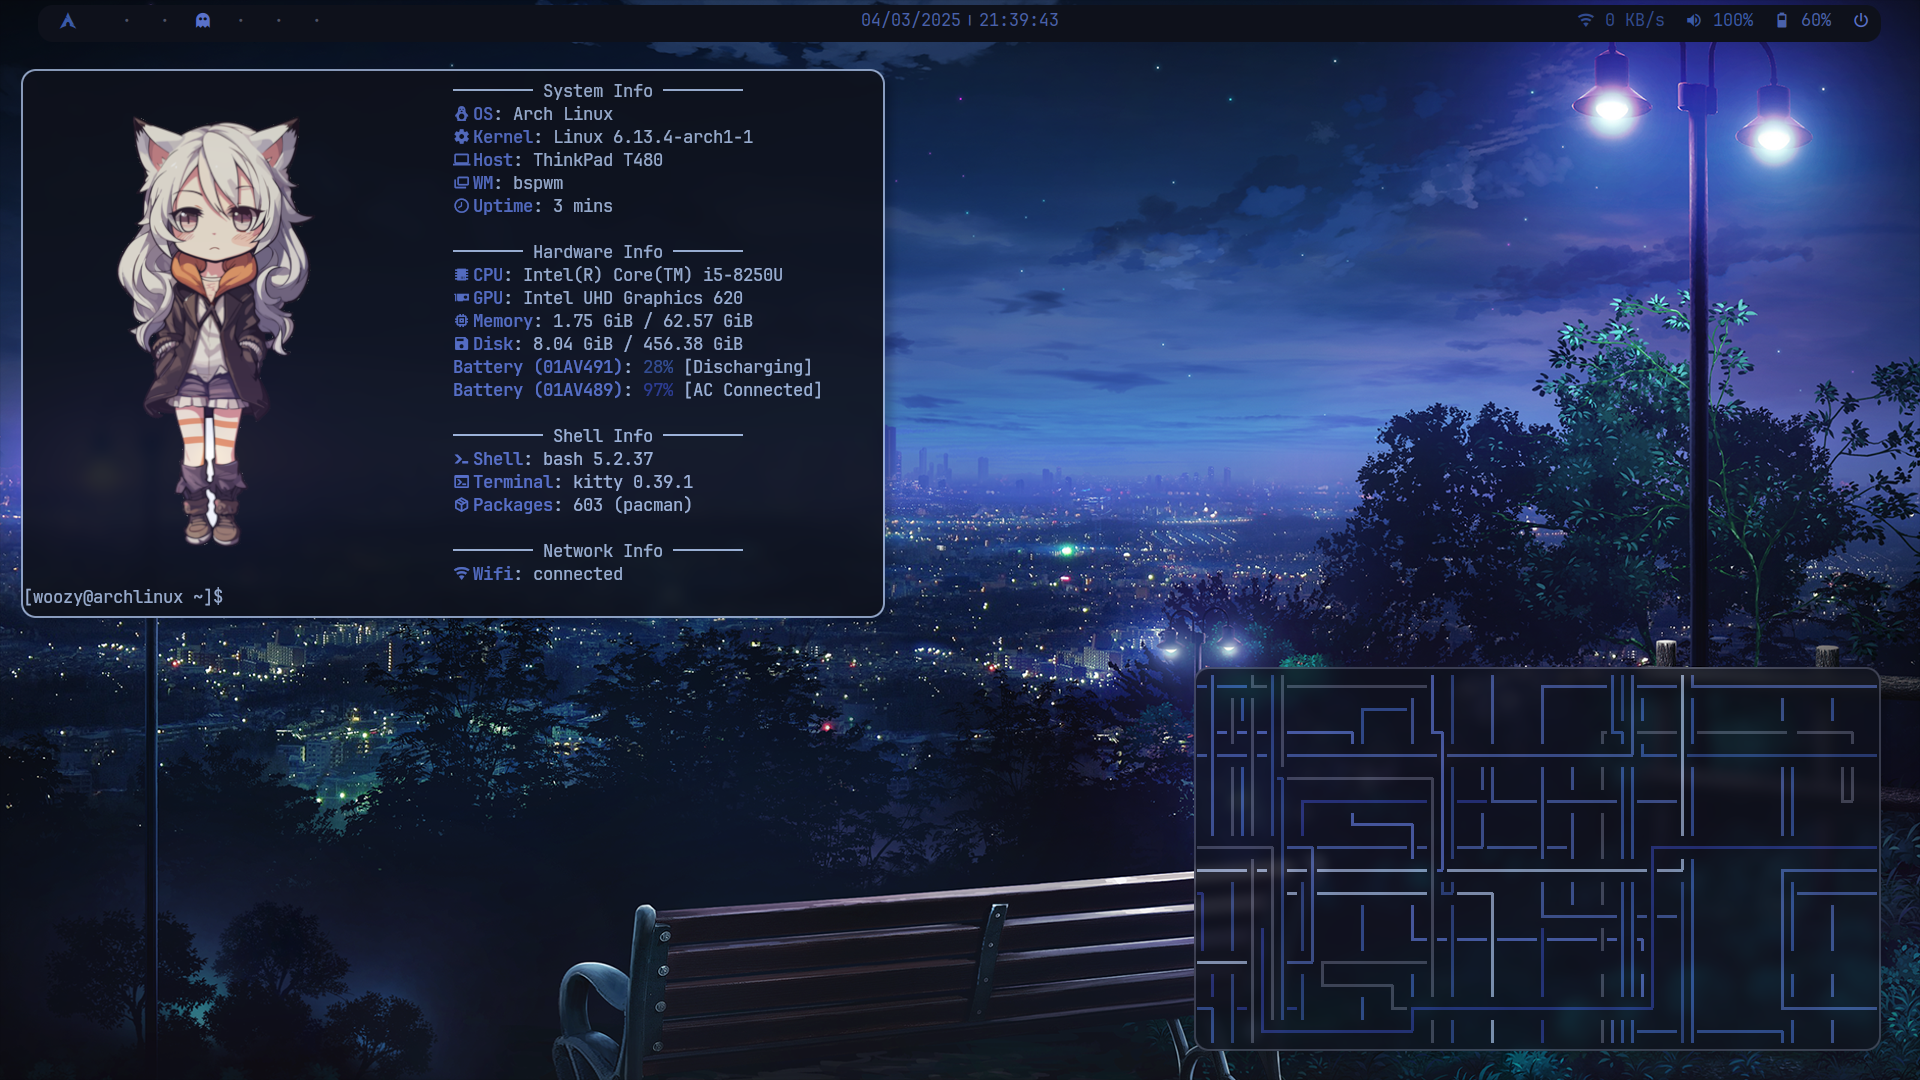 04/03/2025 | 21:39:43
0 KB/s 100% 60%
System Info
OS: Arch Linux
Kernel: Linux 6.13.4-arch1-1
Host: ThinkPad T480
WM: bspwm
Uptime: 3 mins
Hardware Info
CPU: Intel(R) Core(TM) i5-8250U
GPU: Intel UHD Graphics 620
Memory: 1.75 GiB / 62.57 GiB
Disk: 8.04 GiB / 456.38 GiB
Battery (01AV491): 28% [Discharging]
Battery (01AV489): 97% [AC Connected]
Shell Info
Shell: bash 5.2.37
Terminal: kitty 0.39.1
Packages: 603 (pacman)
Network Info
Wifi: connected
[woozy@archlinux ~]$